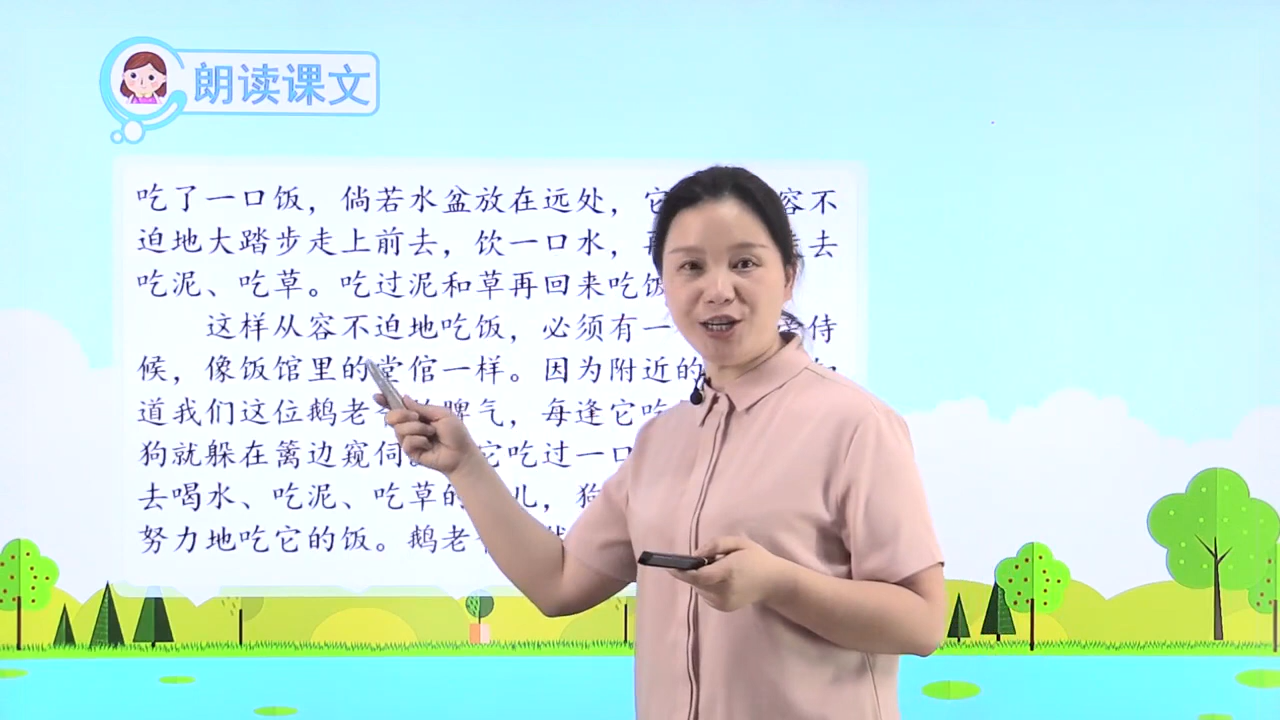 朗读课文
吃了一口饭，倘若水盆放在远处，它容不
迫地大踏步走上前去，饮一口水，再去
吃泥、吃草。吃过泥和草再回来吃饭
这样从容不迫地吃饭，必须有一侍
候，像饭馆里的堂倌一样。因为附近的
道我们这位鹅老脾气，每逢它吃
狗就躲在篱边窥伺。它吃过一口
去喝水、吃泥、吃草的儿，狗
努力地吃它的饭。鹅老